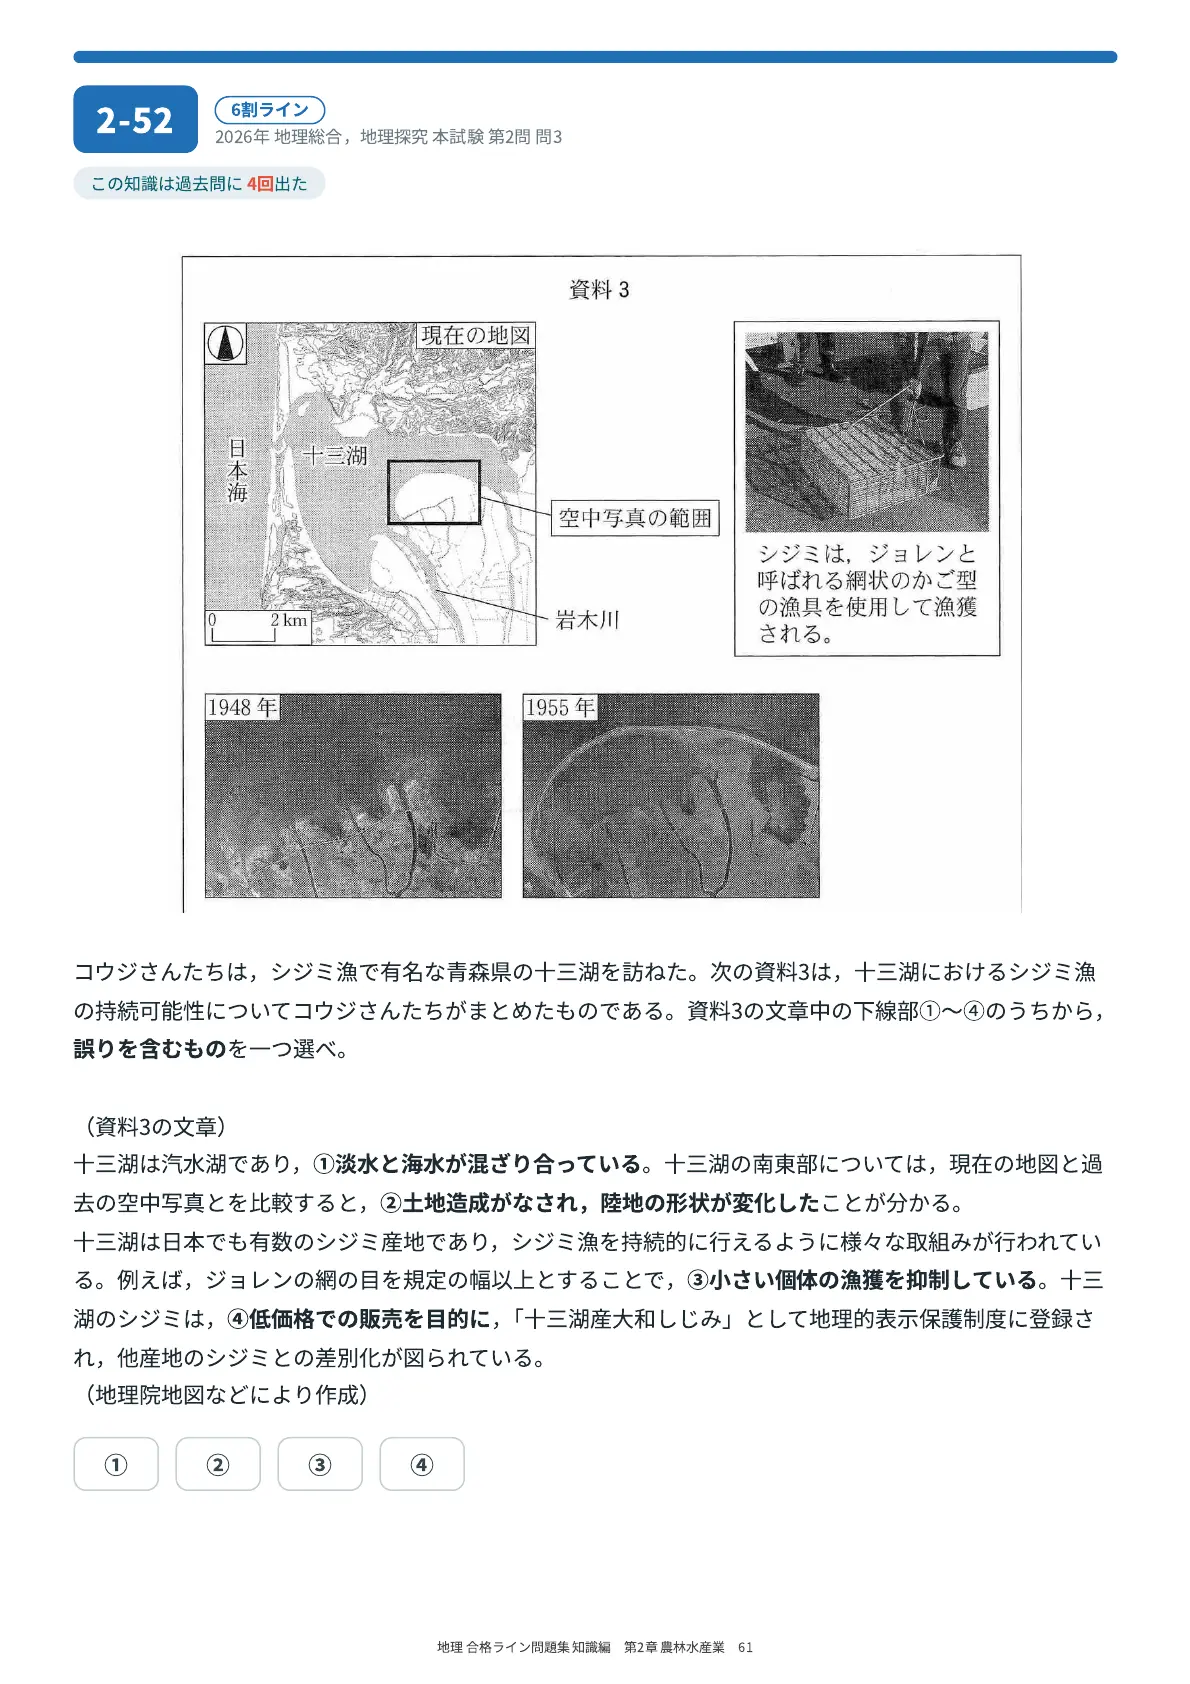 2-52
6割ライン
2026年 地理総合，地理探究 本試験 第2問 問3
この知識は過去問に 4回出た
資料 3
現在の地図
日本海
十三湖
空中写真の範囲
岩木川
0 2 km
シジミは，ジョレンと
呼ばれる網状のかご型
の漁具を使用して漁獲
される。
1948 年
1955 年
コウジさんたちは，シジミ漁で有名な青森県の十三湖を訪ねた。次の資料3は，十三湖におけるシジミ漁
の持続可能性についてコウジさんたちがまとめたものである。資料3の文章中の下線部①～④のうちから，
誤りを含むものを一つ選べ。
（資料3の文章）
十三湖は汽水湖であり，①淡水と海水が混ざり合っている。十三湖の南東部については，現在の地図と過
去の空中写真とを比較すると，②土地造成がなされ，陸地の形状が変化したことが分かる。
十三湖は日本でも有数のシジミ産地であり，シジミ漁を持続的に行えるように様々な取組みが行われてい
る。例えば，ジョレンの網の目を規定の幅以上とすることで，③小さい個体の漁獲を抑制している。十三
湖のシジミは，④低価格での販売を目的に，「十三湖産大和しじみ」として地理的表示保護制度に登録さ
れ，他産地のシジミとの差別化が図られている。
（地理院地図などにより作成）
① ② ③ ④
地理 合格ライン問題集 知識編 第2章 農林水産業 61